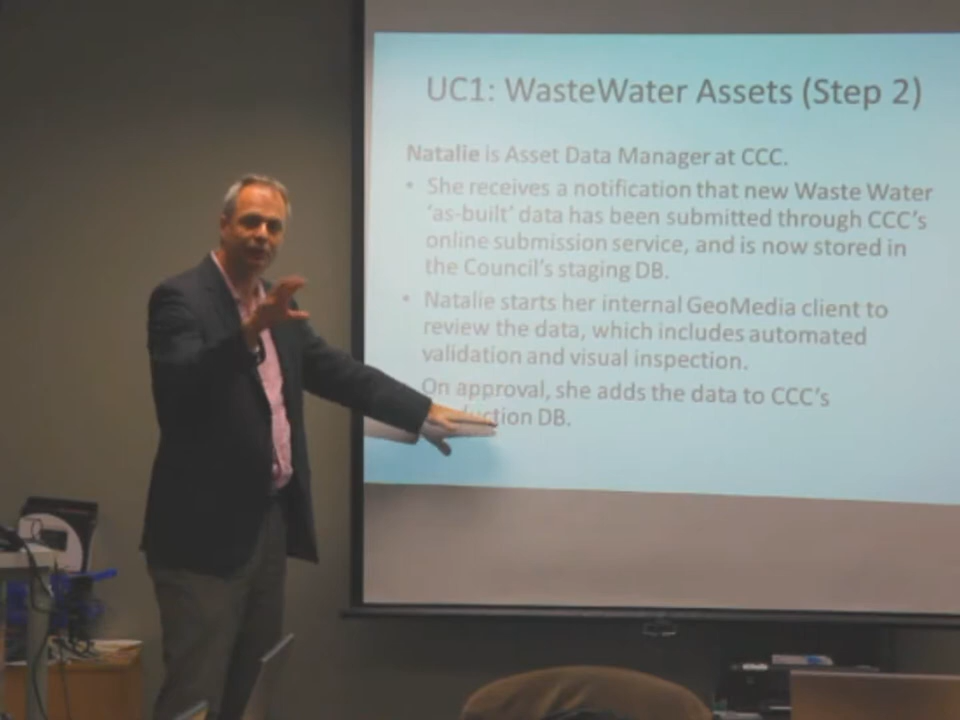 UC1: WasteWater Assets (Step 2)
Natalie is Asset Data Manager at CCC.
• She receives a notification that new Waste Water
'as-built' data has been submitted through CCC's
online submission service, and is now stored in
the Council's staging DB.
• Natalie starts her internal GeoMedia client to
review the data, which includes automated
validation and visual inspection.
On approval, she adds the data to CCC's
DB.